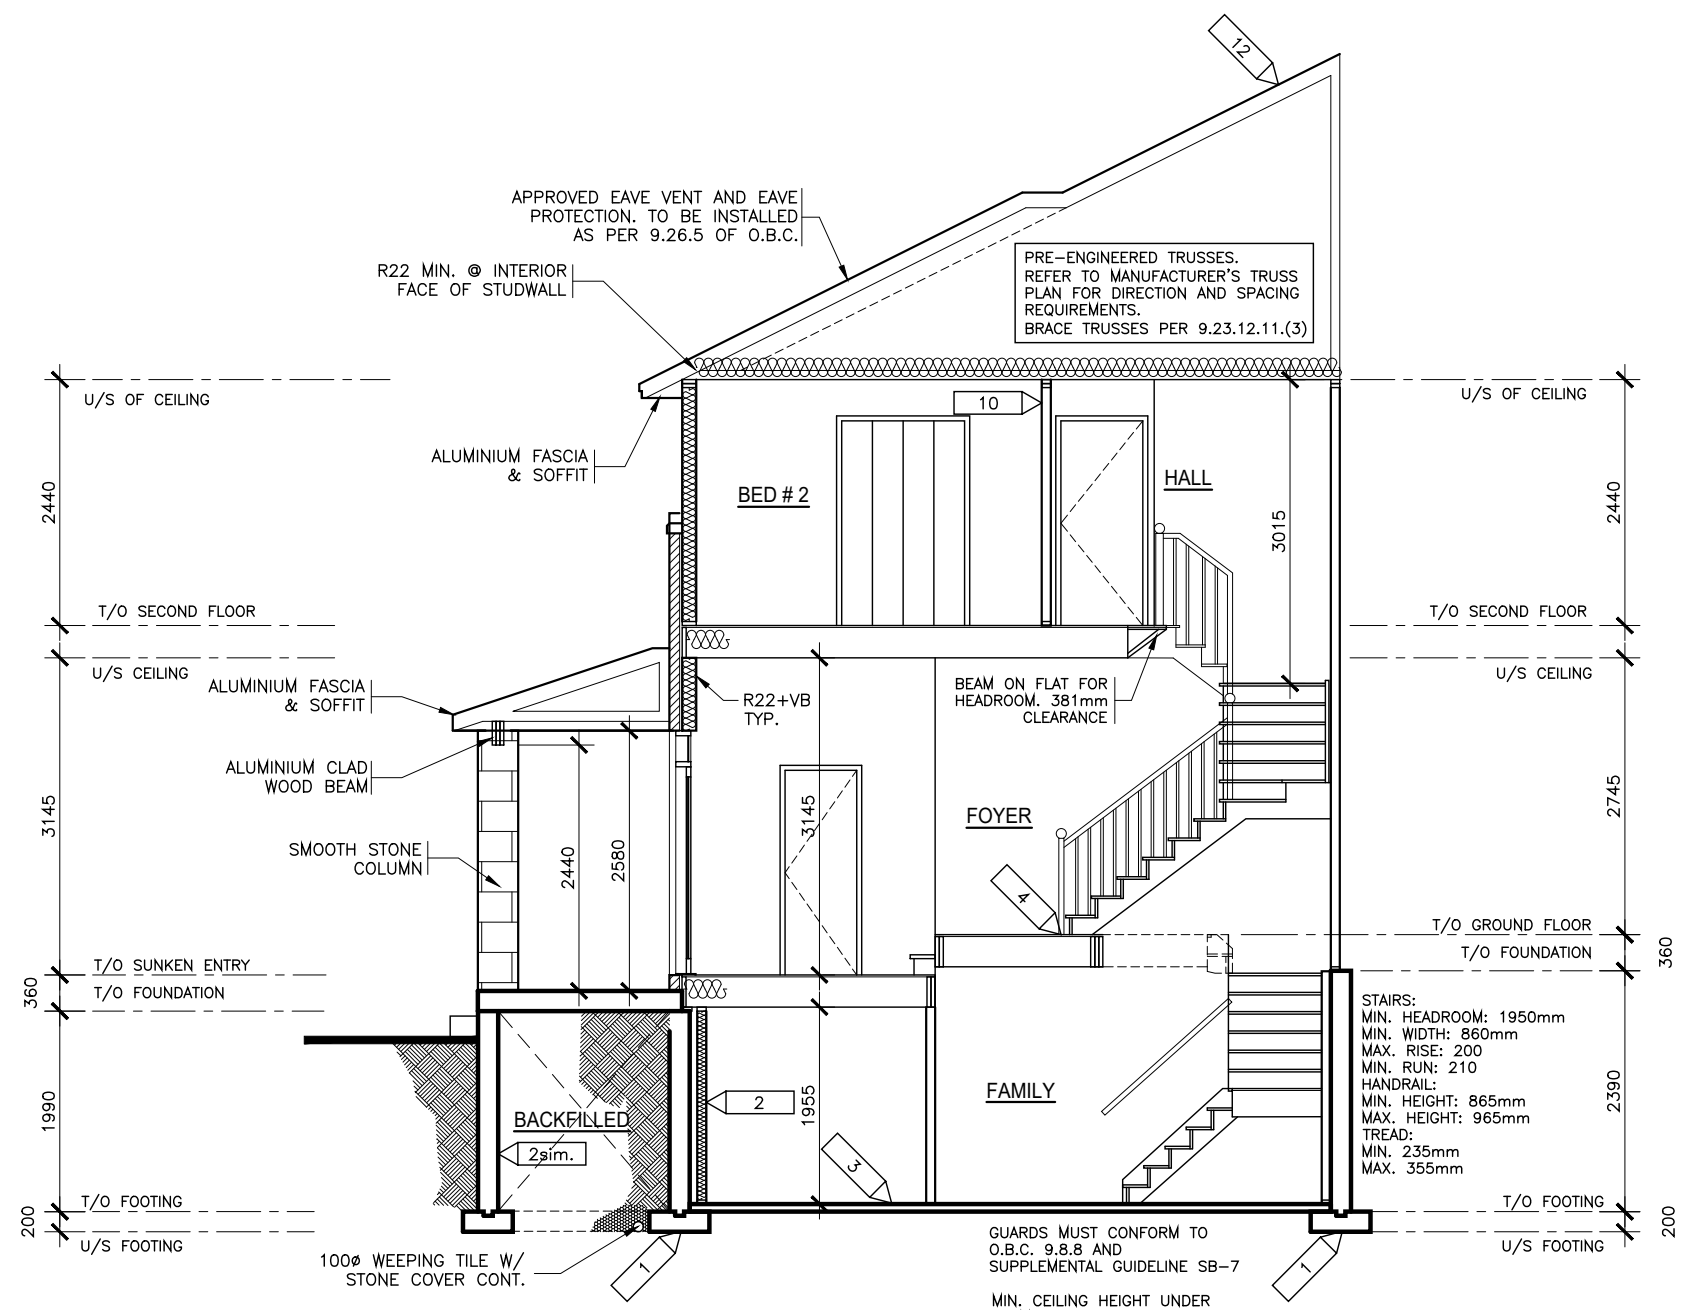 12
APPROVED EAVE VENT AND EAVE
PROTECTION. TO BE INSTALLED
AS PER 9.26.5 OF O.B.C.
R22 MIN. @ INTERIOR
FACE OF STUDWALL
PRE-ENGINEERED TRUSSES.
REFER TO MANUFACTURER'S TRUSS
PLAN FOR DIRECTION AND SPACING
REQUIREMENTS.
BRACE TRUSSES PER 9.23.12.11.(3)
U/S OF CEILING
U/S OF CEILING
10
ALUMINIUM FASCIA
& SOFFIT
BED # 2
HALL
2440
3015
2440
T/O SECOND FLOOR
T/O SECOND FLOOR
U/S CEILING
U/S CEILING
ALUMINIUM FASCIA
& SOFFIT
R22+VB
TYP.
BEAM ON FLAT FOR
HEADROOM. 381mm
CLEARANCE
ALUMINIUM CLAD
WOOD BEAM
3145
3145
2745
FOYER
SMOOTH STONE
COLUMN
2440
2580
4
T/O GROUND FLOOR
T/O SUNKEN ENTRY
T/O FOUNDATION
T/O FOUNDATION
360
360
STAIRS:
MIN. HEADROOM: 1950mm
MIN. WIDTH: 860mm
MAX. RISE: 200
MIN. RUN: 210
HANDRAIL:
MIN. HEIGHT: 865mm
MAX. HEIGHT: 965mm
TREAD:
MIN. 235mm
MAX. 355mm
1990
BACKFILLED
2sim.
2
1955
FAMILY
2390
3
T/O FOOTING
T/O FOOTING
200
200
U/S FOOTING
U/S FOOTING
100ø WEEPING TILE W/
STONE COVER CONT.
1
1
GUARDS MUST CONFORM TO
O.B.C. 9.8.8 AND
SUPPLEMENTAL GUIDELINE SB-7
MIN. CEILING HEIGHT UNDER